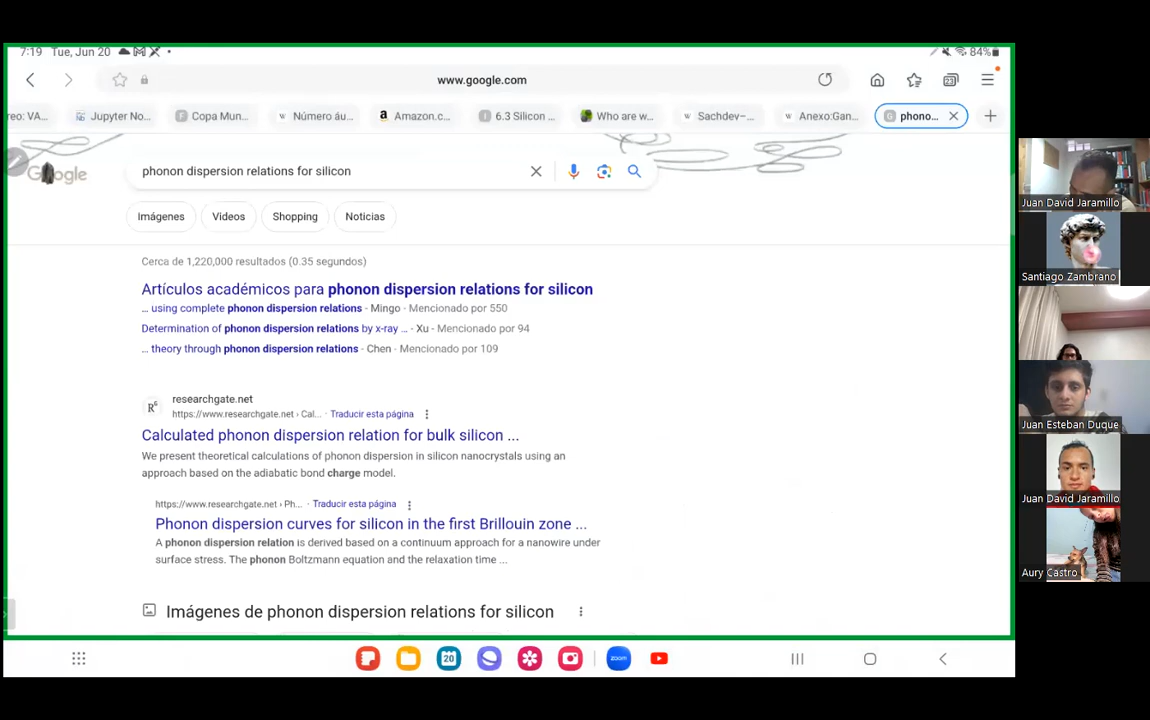 7:19 Tue, Jun 20
84%
www.google.com
23
reo: VA...
Jupyter No...
Copa Mun...
Número áu...
Amazon.c...
6.3 Silicon ...
Who are w...
Sachdev–...
Anexo:Gan...
phono...
Google
phonon dispersion relations for silicon
Imágenes
Videos
Shopping
Noticias
Cerca de 1,220,000 resultados (0.35 segundos)
Artículos académicos para phonon dispersion relations for silicon
... using complete phonon dispersion relations - Mingo - Mencionado por 550
Determination of phonon dispersion relations by x-ray ... - Xu - Mencionado por 94
... theory through phonon dispersion relations - Chen - Mencionado por 109
R⁶
researchgate.net
https://www.researchgate.net › Cal... · Traducir esta página
Calculated phonon dispersion relation for bulk silicon ...
We present theoretical calculations of phonon dispersion in silicon nanocrystals using an
approach based on the adiabatic bond charge model.
https://www.researchgate.net › Ph... · Traducir esta página
Phonon dispersion curves for silicon in the first Brillouin zone ...
A phonon dispersion relation is derived based on a continuum approach for a nanowire under
surface stress. The phonon Boltzmann equation and the relaxation time ...
Imágenes de phonon dispersion relations for silicon
20
zoom
Juan David Jaramillo
Santiago Zambrano
Juan Esteban Duque
Juan David Jaramillo
Aury Castro